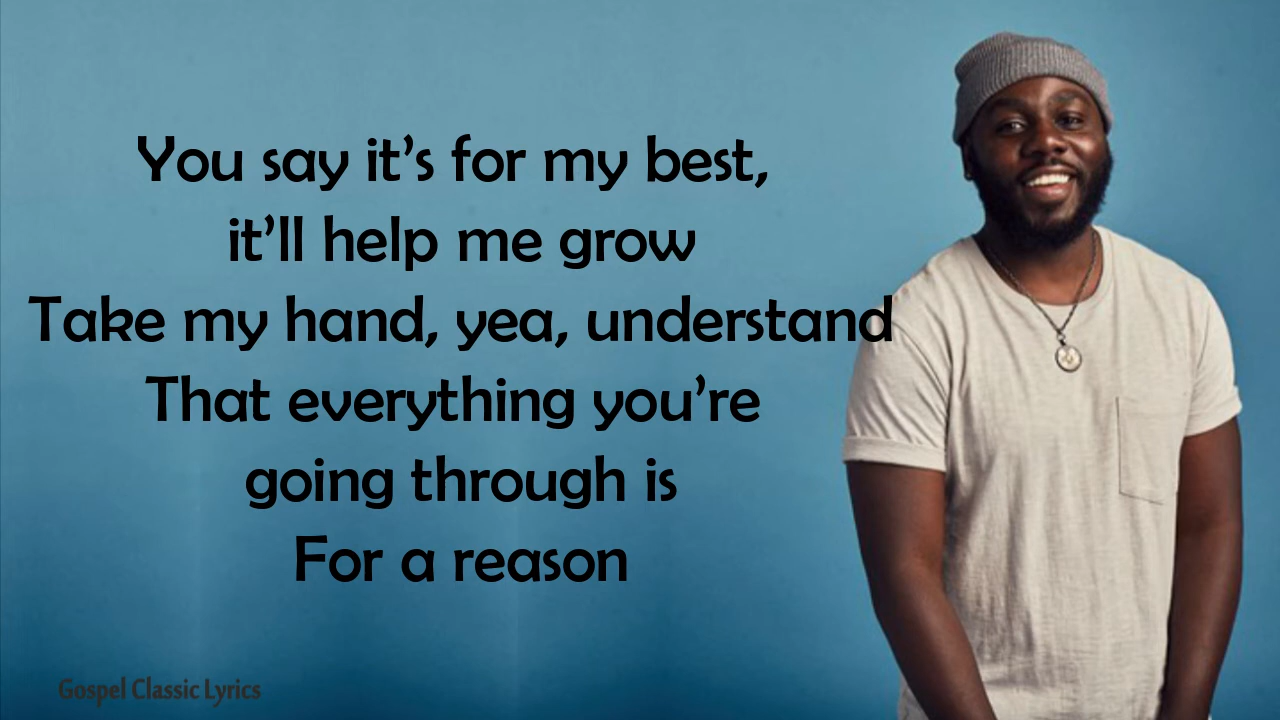 You say it’s for my best,
it’ll help me grow
Take my hand, yea, understand
That everything you’re
going through is
For a reason
Gospel Classic Lyrics